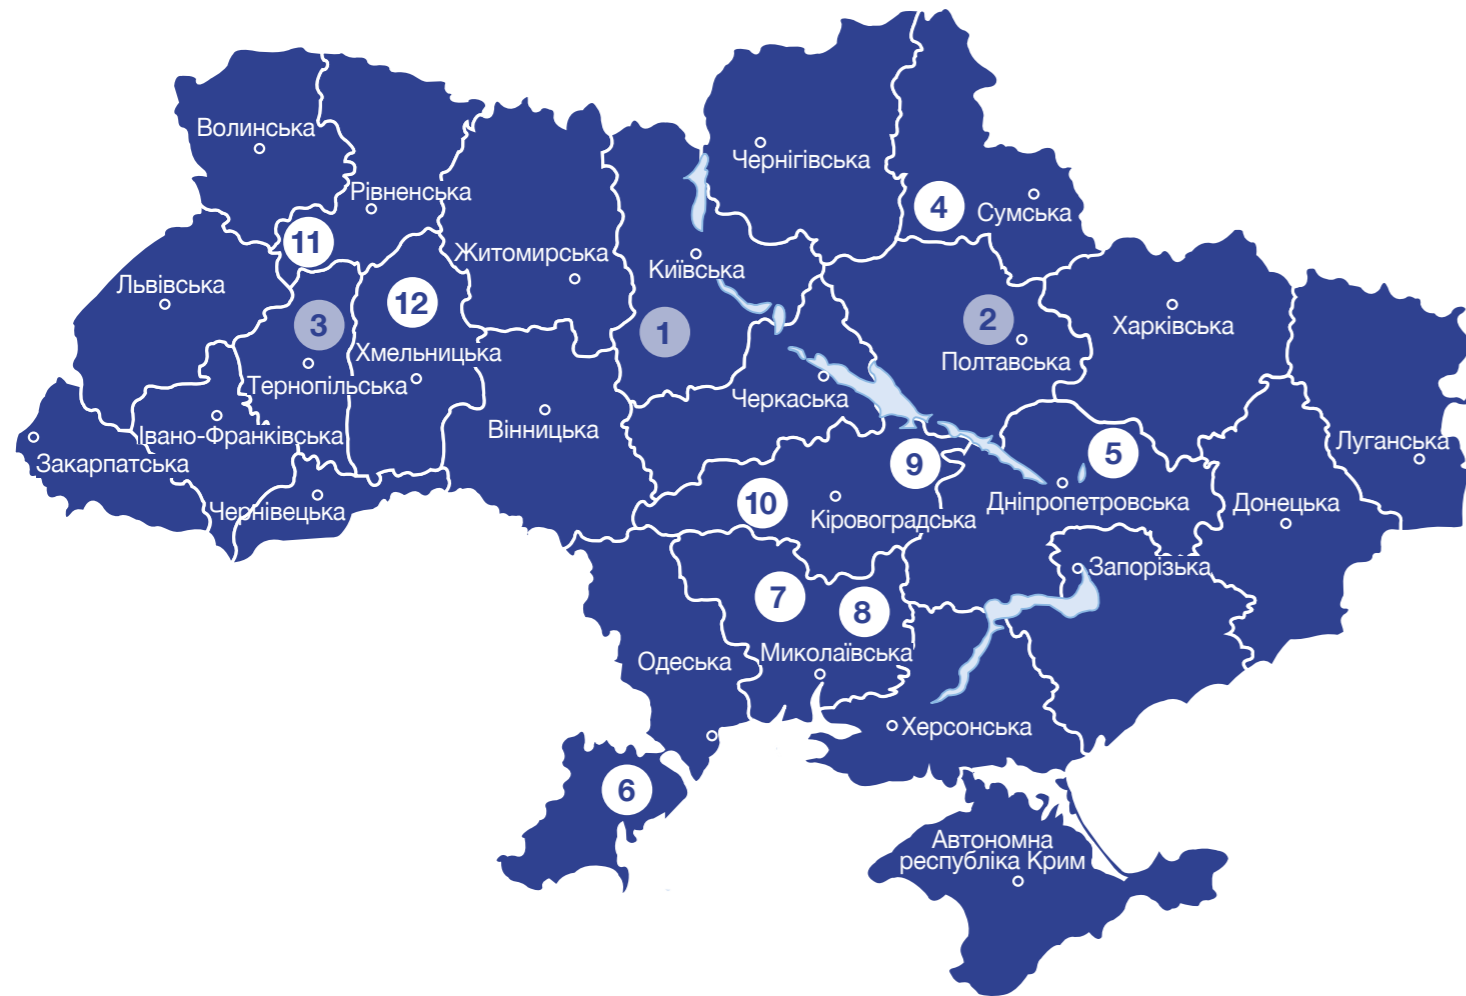 Волинська
Рівненська
Чернігівська
4
Сумська
11
Житомирська
Київська
Львівська
12
3
1
2
Харківська
Хмельницька
Полтавська
Тернопільська
Черкаська
Івано-Франківська
Вінницька
Луганська
Закарпатська
9
5
Чернівецька
10
Кіровоградська
Дніпропетровська
Донецька
Запорізька
7
8
Миколаївська
Одеська
Херсонська
6
Автономна
республіка Крим